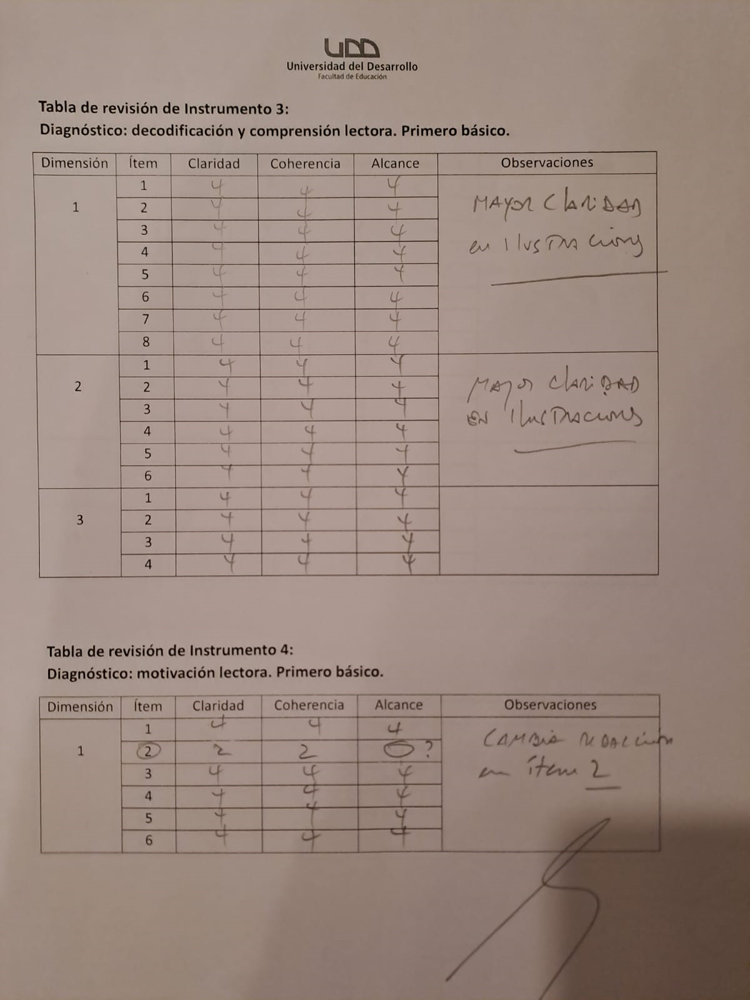 UDD
Universidad del Desarrollo
Facultad de Educación
Tabla de revisión de Instrumento 3:
Diagnóstico: decodificación y comprensión lectora. Primero básico.
Dimensión Ítem Claridad Coherencia Alcance Observaciones
1 4 4 4
1 2 4 4 4 MAYOR CLARIDAD
3 4 4 4
4 4 4 4 en ILUSTRACIONES
5 4 4 4
6 4 4 4
7 4 4 4
8 4 4 4
1 4 4 4
2 2 4 4 4 MAYOR CLARIDAD
3 4 4 4 EN ILUSTRACIONES
4 4 4 4
5 4 4 4
6 4 4 4
1 4 4 4
3 2 4 4 4
3 4 4 4
4 4 4 4
Tabla de revisión de Instrumento 4:
Diagnóstico: motivación lectora. Primero básico.
Dimensión Ítem Claridad Coherencia Alcance Observaciones
1 4 4 4 CAMBIAR REDACCIÓN
1 2 2 2 0 ?
3 4 4 4 en ítem 2
4 4 4 4
5 4 4 4
6 4 4 4